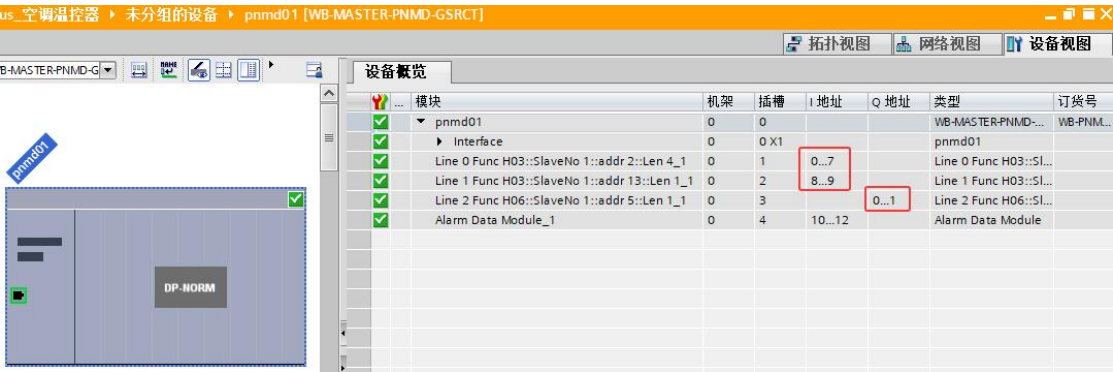 us_空调温控器 ▸ 未分组的设备 ▸ pnmd01 [WB-MASTER-PNMD-GSRCT]
拓扑视图 网络视图 设备视图
B-MASTER-PNMD-G 设备概览
... 模块 机架 插槽 I 地址 Q 地址 类型 订货号
pnmd01 0 0 WB-MASTER-PNMD-... WB-PNM...
Interface 0 0 X1 pnmd01
Line 0 Func H03::SlaveNo 1::addr 2::Len 4_1 0 1 0...7 Line 0 Func H03::Sl...
Line 1 Func H03::SlaveNo 1::addr 13::Len 1_1 0 2 8...9 Line 1 Func H03::Sl...
Line 2 Func H06::SlaveNo 1::addr 5::Len 1_1 0 3 0...1 Line 2 Func H06::Sl...
Alarm Data Module_1 0 4 10...12 Alarm Data Module
pnmd01
DP-NORM